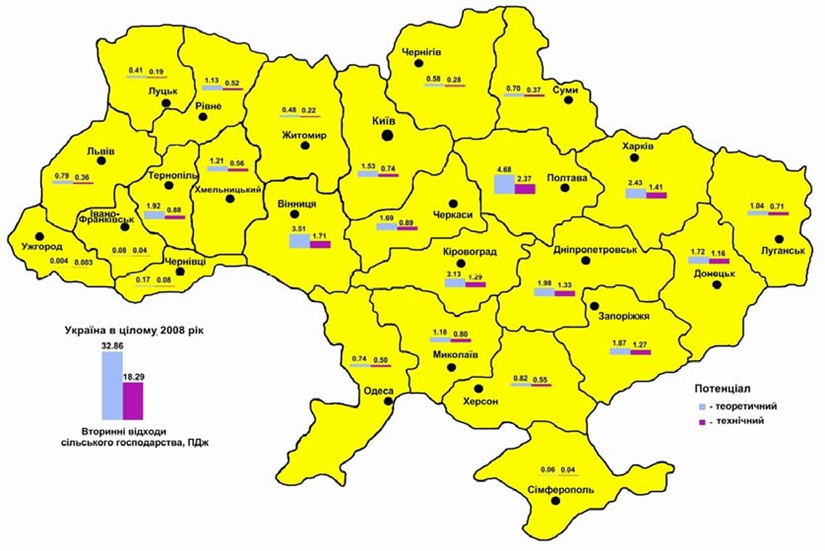 Чернігів
0.58 0.28
0.41 0.19
Луцьк
1.13 0.52
Рівне
0.48 0.22
Житомир
Київ
1.53 0.74
0.70 0.37
Суми
Харків
2.43 1.41
Львів
0.79 0.36
Тернопіль
1.92 0.88
1.21 0.56
Хмельницький
4.68
2.37
Полтава
1.04 0.71
Луганськ
Івано-
Франківськ
0.08 0.04
Вінниця
3.51
1.71
1.69
0.89
Черкаси
Ужгород
0.004 0.003
Чернівці
0.17 0.08
Кіровоград
2.13
1.29
Дніпропетровськ
1.98
1.33
1.72
1.16
Донецьк
Запоріжжя
1.87
1.27
1.18 0.80
Миколаїв
0.74 0.50
Одеса
0.82 0.55
Херсон
0.06 0.04
Сімферополь
Україна в цілому 2008 рік
32.86
18.29
Вторинні відходи
сільського господарства, ПДж
Потенціал
- теоретичний
- технічний